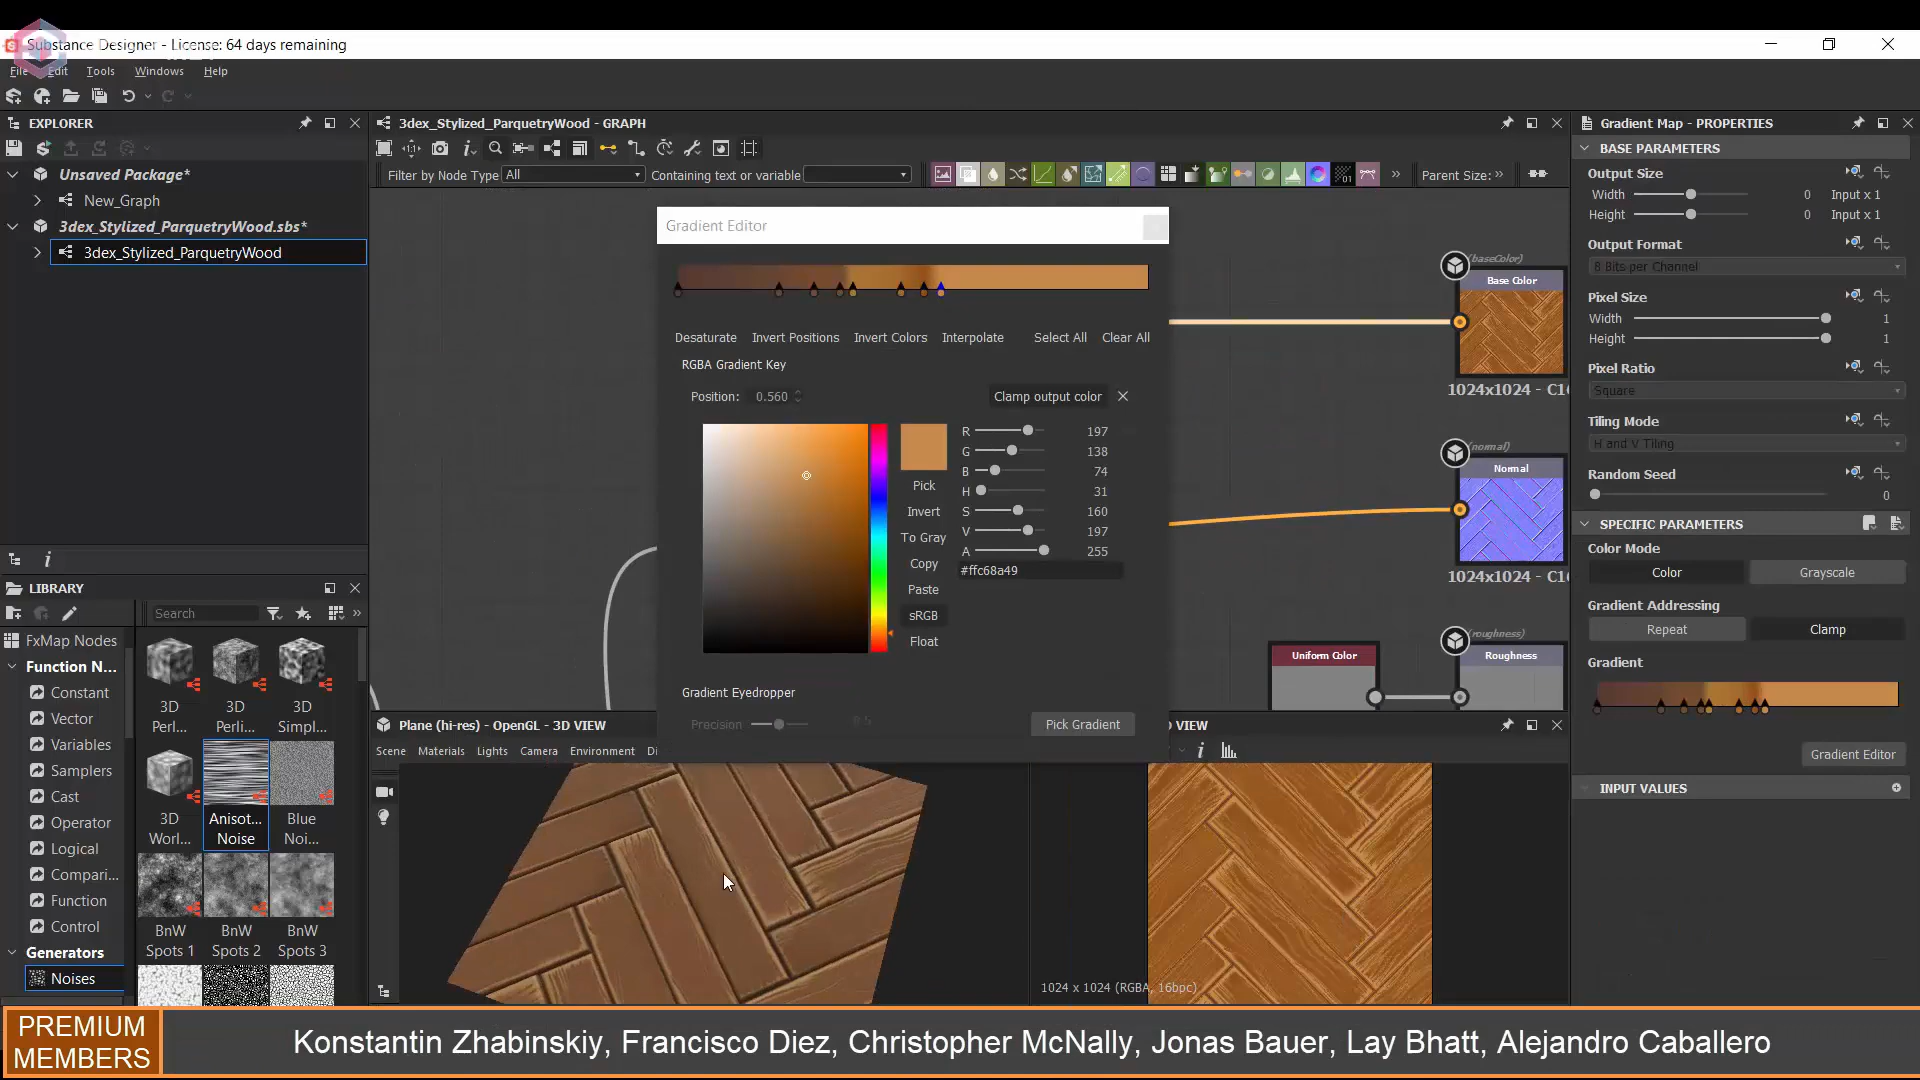 Substance Designer - License: 64 days remaining
File Edit Tools Windows Help
EXPLORER
Unsaved Package*
New_Graph
3dex_Stylized_ParquetryWood.sbs*
3dex_Stylized_ParquetryWood
3dex_Stylized_ParquetryWood - GRAPH
Filter by Node Type All Containing text or variable Parent Size:
Gradient Editor
Desaturate Invert Positions Invert Colors Interpolate Select All Clear All
RGBA Gradient Key
Position: 0.560 Clamp output color
R 197
G 138
B 74
H 31
S 160
V 197
A 255
#ffc68a49
Pick
Invert
To Gray
Copy
Paste
sRGB
Float
Gradient Eyedropper
Precision 0.5 Pick Gradient
(baseColor)
Base Color
1024x1024 - C1
(normal)
Normal
1024x1024 - C1
(roughness)
Uniform Color Roughness
LIBRARY
Search
FxMap Nodes
Function N...
Constant
Vector
Variables
Samplers
Cast
Operator
Logical
Compari...
Function
Control
Generators
Noises
3D Perl...
3D Perli...
3D Simpl...
3D Worl...
Anisot... Noise
Blue Noi...
BnW Spots 1
BnW Spots 2
BnW Spots 3
Plane (hi-res) - OpenGL - 3D VIEW
Scene Materials Lights Camera Environment Di
D VIEW
1024 x 1024 (RGBA, 16bpc)
Gradient Map - PROPERTIES
BASE PARAMETERS
Output Size
Width 0 Input x 1
Height 0 Input x 1
Output Format
8 Bits per Channel
Pixel Size
Width 1
Height 1
Pixel Ratio
Square
Tiling Mode
H and V Tiling
Random Seed
0
SPECIFIC PARAMETERS
Color Mode
Color Grayscale
Gradient Addressing
Repeat Clamp
Gradient
Gradient Editor
INPUT VALUES
PREMIUM MEMBERS
Konstantin Zhabinskiy, Francisco Diez, Christopher McNally, Jonas Bauer, Lay Bhatt, Alejandro Caballero